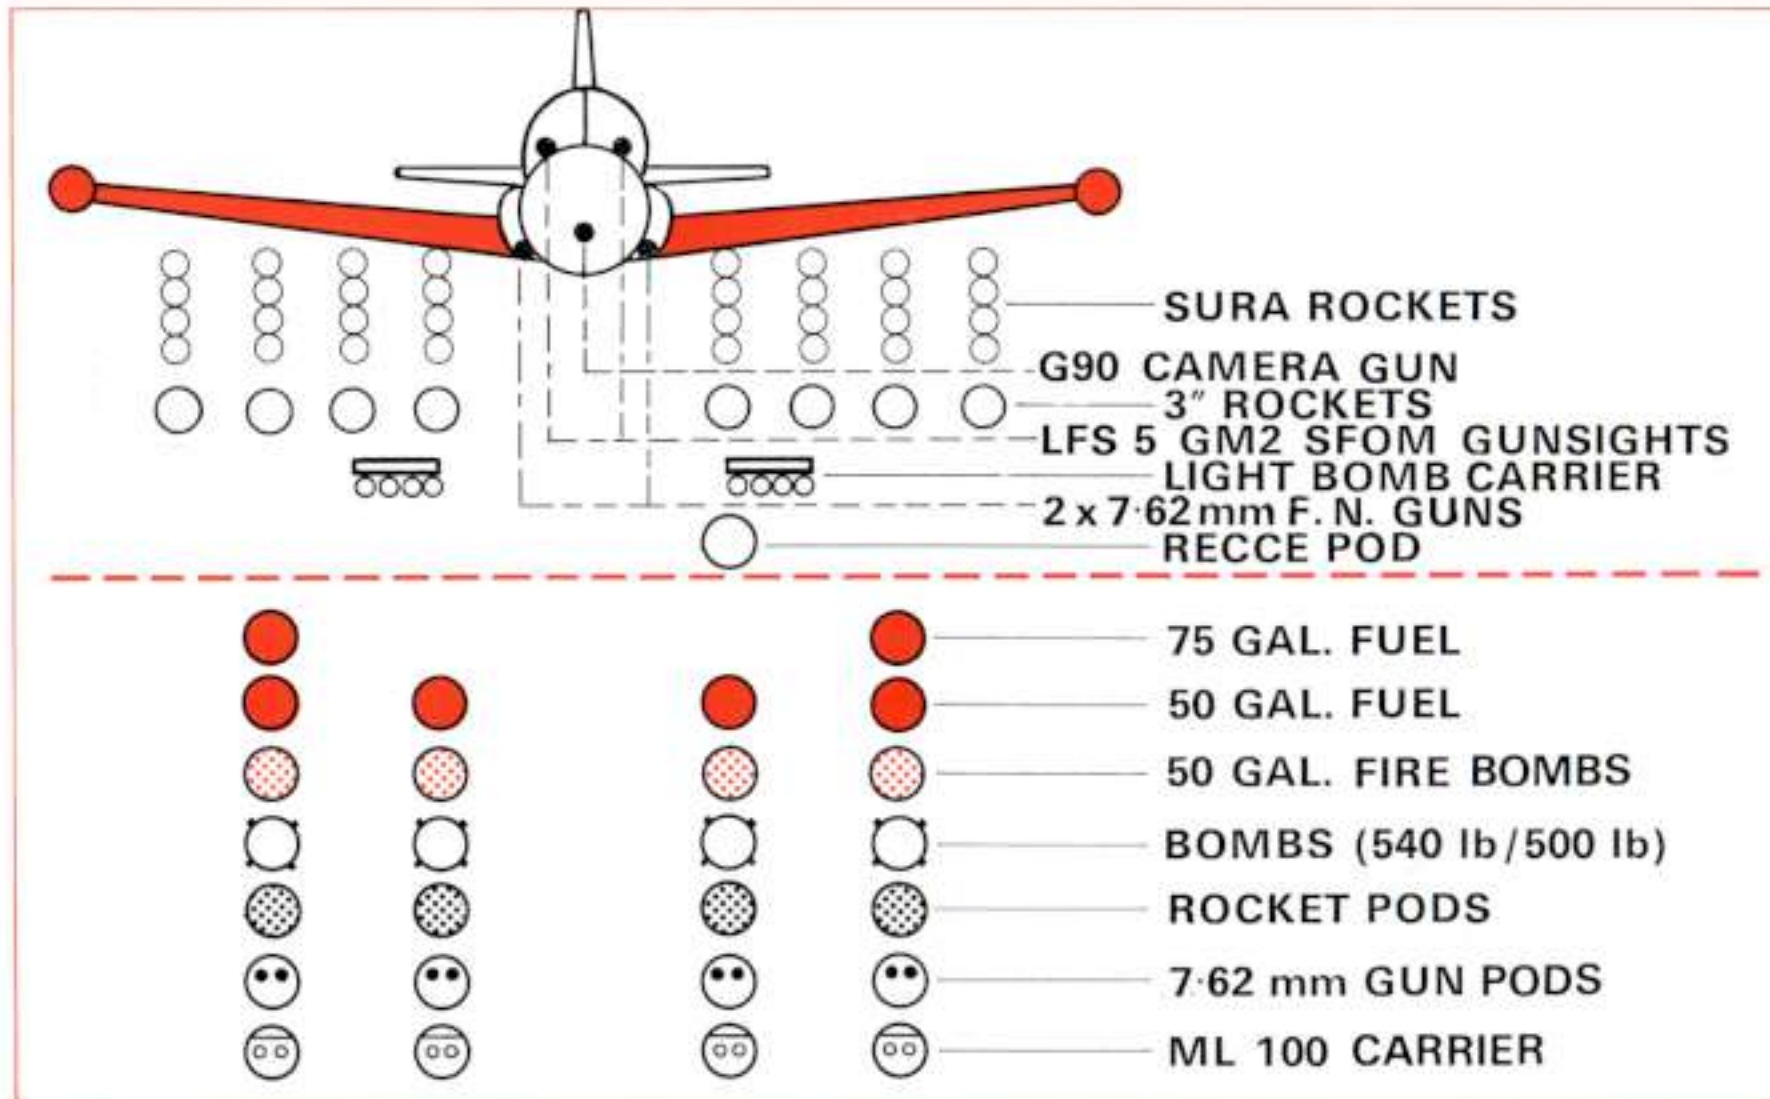 SURA ROCKETS
G90 CAMERA GUN
3″ ROCKETS
LFS 5 GM2 SFOM GUNSIGHTS
LIGHT BOMB CARRIER
2 x 7·62mm F.N. GUNS
RECCE POD
75 GAL. FUEL
50 GAL. FUEL
50 GAL. FIRE BOMBS
BOMBS (540 lb/500 lb)
ROCKET PODS
7·62 mm GUN PODS
ML 100 CARRIER